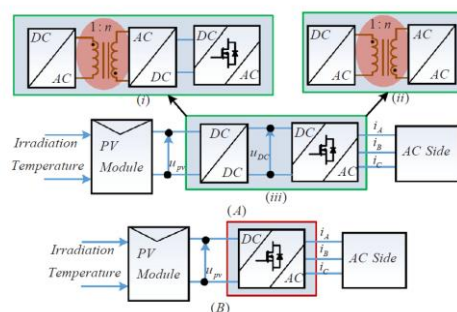 1: n 1: n
DC AC DC DC AC
AC DC AC DC AC
(i) (ii)
Irradiation PV Module DC DC i_A AC Side
Temperature u_pv DC u_DC AC i_B i_C
(iii)
(A)
Irradiation PV Module DC i_A AC Side
Temperature u_pv AC i_B i_C
(B)